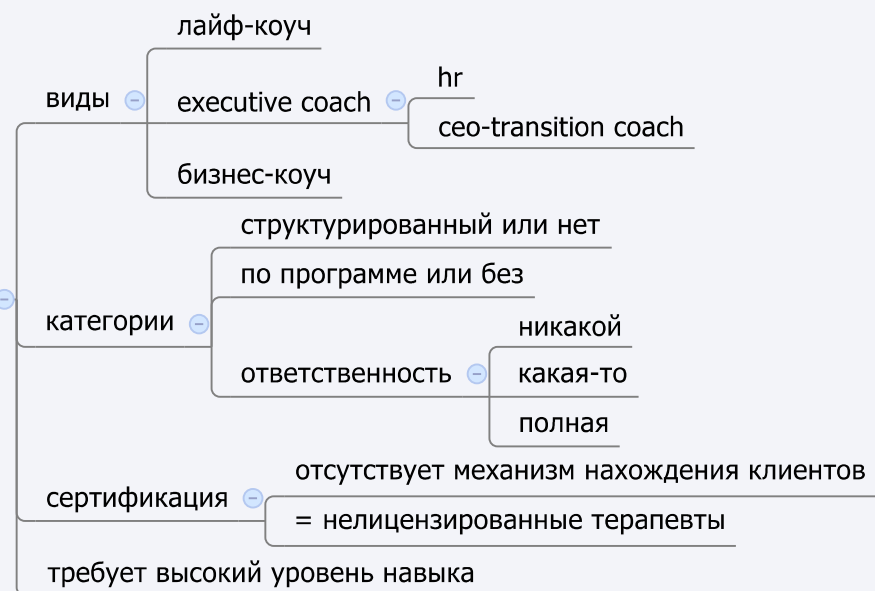 виды
лайф-коуч
executive coach
hr
ceo-transition coach
бизнес-коуч
категории
структурированный или нет
по программе или без
ответственность
никакой
какая-то
полная
сертификация
отсутствует механизм нахождения клиентов
= нелицензированные терапевты
требует высокий уровень навыка